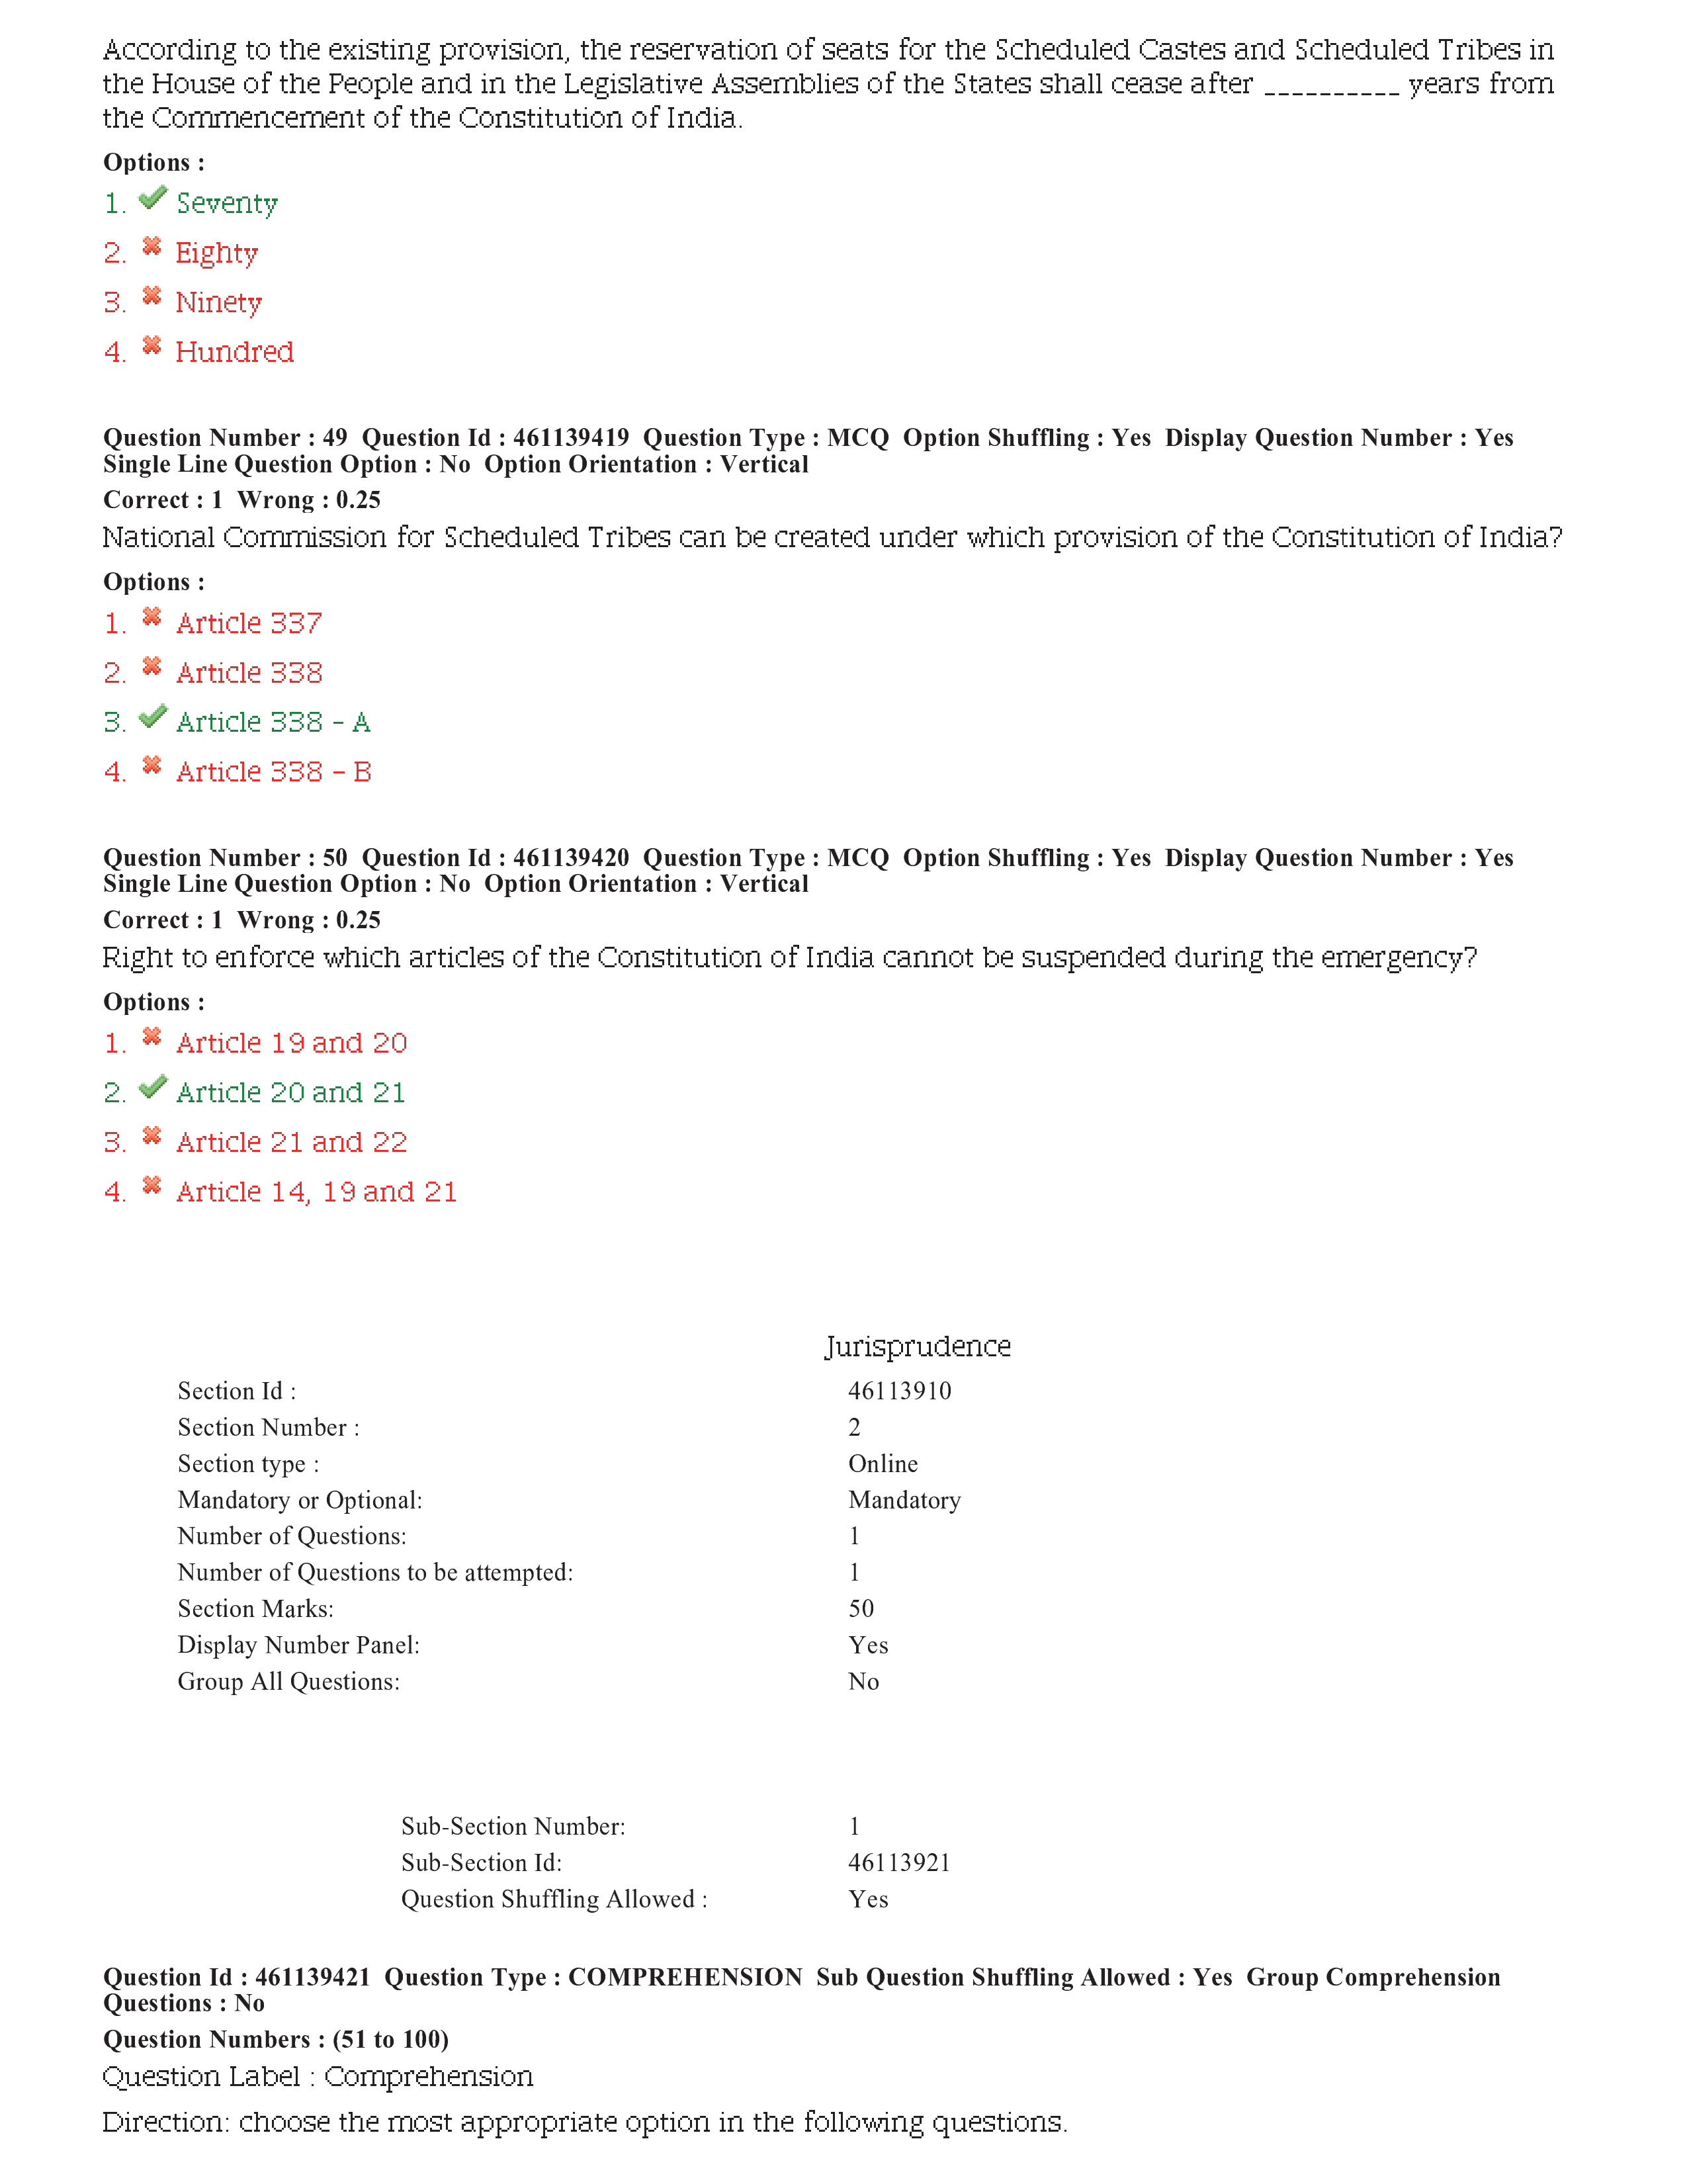 According to the existing provision, the reservation of seats for the Scheduled Castes and Scheduled Tribes in
the House of the People and in the Legislative Assemblies of the States shall cease after __________ years from
the Commencement of the Constitution of India.
Options :
1. Seventy
2. Eighty
3. Ninety
4. Hundred
Question Number : 49 Question Id : 461139419 Question Type : MCQ Option Shuffling : Yes Display Question Number : Yes
Single Line Question Option : No Option Orientation : Vertical
Correct : 1 Wrong : 0.25
National Commission for Scheduled Tribes can be created under which provision of the Constitution of India?
Options :
1. Article 337
2. Article 338
3. Article 338 - A
4. Article 338 - B
Question Number : 50 Question Id : 461139420 Question Type : MCQ Option Shuffling : Yes Display Question Number : Yes
Single Line Question Option : No Option Orientation : Vertical
Correct : 1 Wrong : 0.25
Right to enforce which articles of the Constitution of India cannot be suspended during the emergency?
Options :
1. Article 19 and 20
2. Article 20 and 21
3. Article 21 and 22
4. Article 14, 19 and 21
Jurisprudence
Section Id : 46113910
Section Number : 2
Section type : Online
Mandatory or Optional: Mandatory
Number of Questions: 1
Number of Questions to be attempted: 1
Section Marks: 50
Display Number Panel: Yes
Group All Questions: No
Sub-Section Number: 1
Sub-Section Id: 46113921
Question Shuffling Allowed : Yes
Question Id : 461139421 Question Type : COMPREHENSION Sub Question Shuffling Allowed : Yes Group Comprehension
Questions : No
Question Numbers : (51 to 100)
Question Label : Comprehension
Direction: choose the most appropriate option in the following questions.